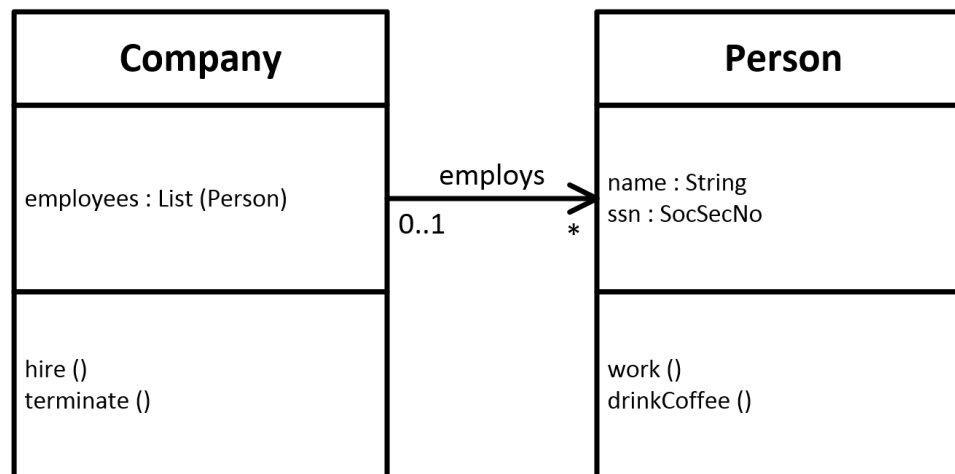 Company
employees : List (Person)
hire ()
terminate ()
employs
0..1
*
Person
name : String
ssn : SocSecNo
work ()
drinkCoffee ()